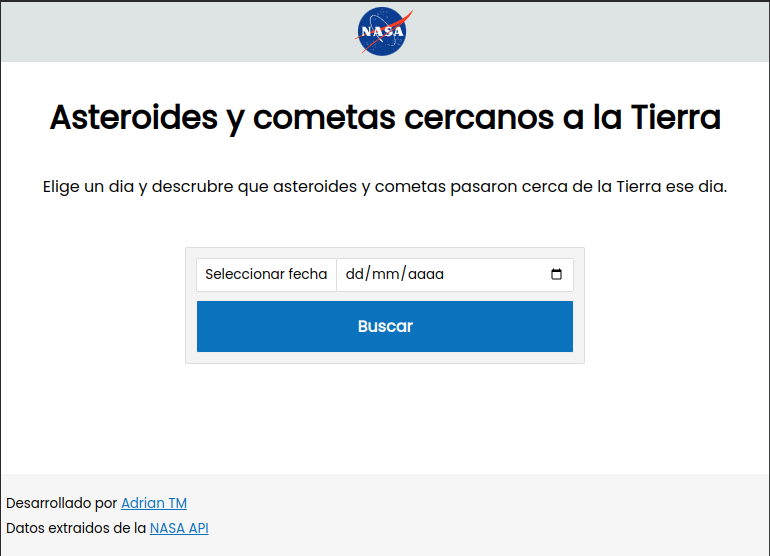 NASA
Asteroides y cometas cercanos a la Tierra
Elige un dia y descrubre que asteroides y cometas pasaron cerca de la Tierra ese dia.
Seleccionar fecha dd/mm/aaaa
Buscar
Desarrollado por Adrian TM
Datos extraidos de la NASA API